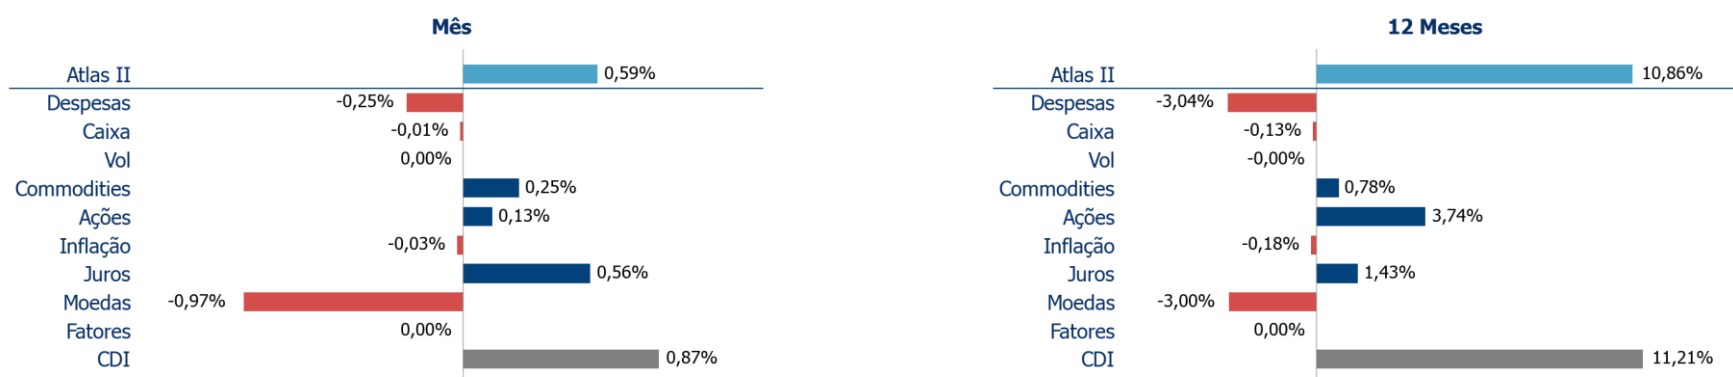 Mês
Atlas II 0,59%
Despesas -0,25%
Caixa -0,01%
Vol 0,00%
Commodities 0,25%
Ações 0,13%
Inflação -0,03%
Juros 0,56%
Moedas -0,97%
Fatores 0,00%
CDI 0,87%
12 Meses
Atlas II 10,86%
Despesas -3,04%
Caixa -0,13%
Vol -0,00%
Commodities 0,78%
Ações 3,74%
Inflação -0,18%
Juros 1,43%
Moedas -3,00%
Fatores 0,00%
CDI 11,21%